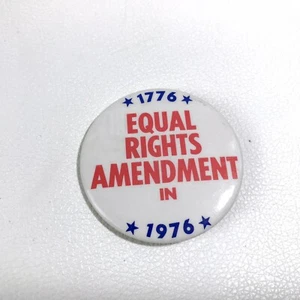 ★ 1776 ★
EQUAL
RIGHTS
AMENDMENT
IN
★ 1976 ★